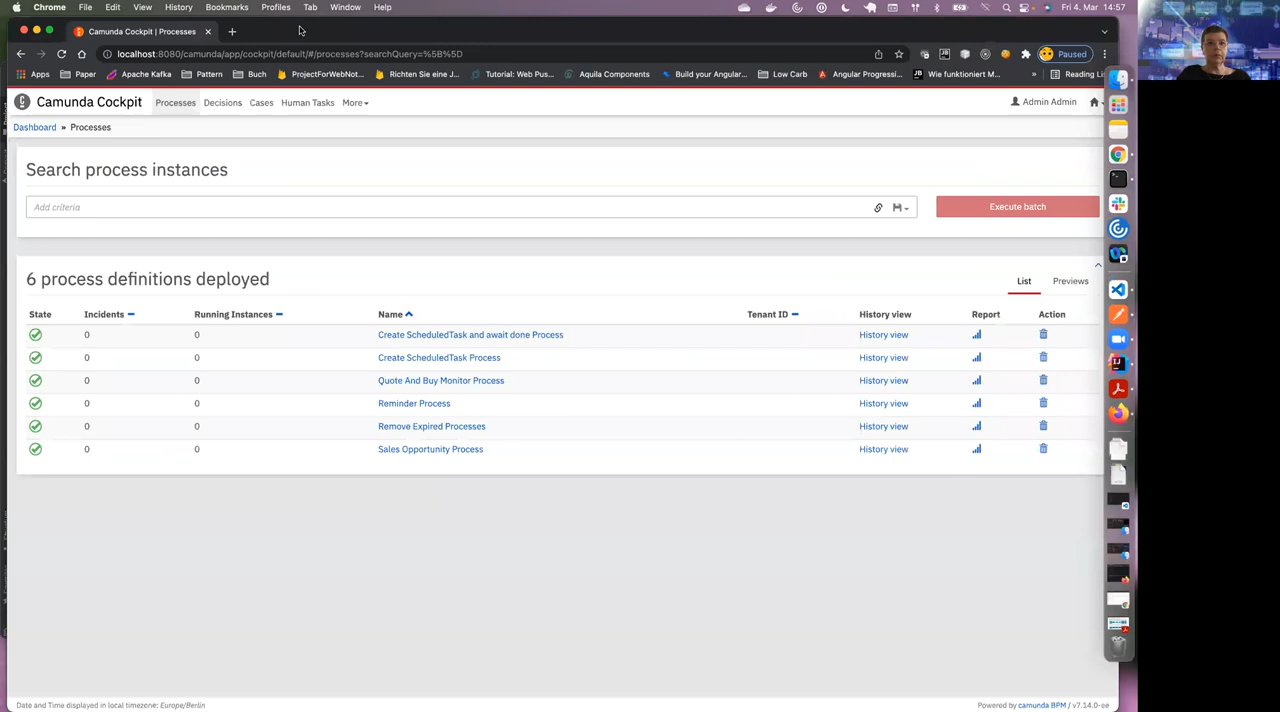 Chrome File Edit View History Bookmarks Profiles Tab Window Help Fri 4. Mar 14:57
Camunda Cockpit | Processes
localhost:8080/camunda/app/cockpit/default/#/processes?searchQuery=%5B%5D Paused
Apps Paper Apache Kafka Pattern Buch ProjectForWebNot... Richten Sie eine J... Tutorial: Web Pus... Aquila Components Build your Angular... Low Carb Angular Progressi... Wie funktioniert M... » Reading List
Camunda Cockpit Processes Decisions Cases Human Tasks More Admin Admin
Dashboard » Processes
Search process instances
Add criteria Execute batch
6 process definitions deployed List Previews
State Incidents Running Instances Name Tenant ID History view Report Action
0 0 Create ScheduledTask and await done Process History view
0 0 Create ScheduledTask Process History view
0 0 Quote And Buy Monitor Process History view
0 0 Reminder Process History view
0 0 Remove Expired Processes History view
0 0 Sales Opportunity Process History view
Date and Time displayed in local timezone: Europe/Berlin Powered by camunda BPM / v7.14.0-ee